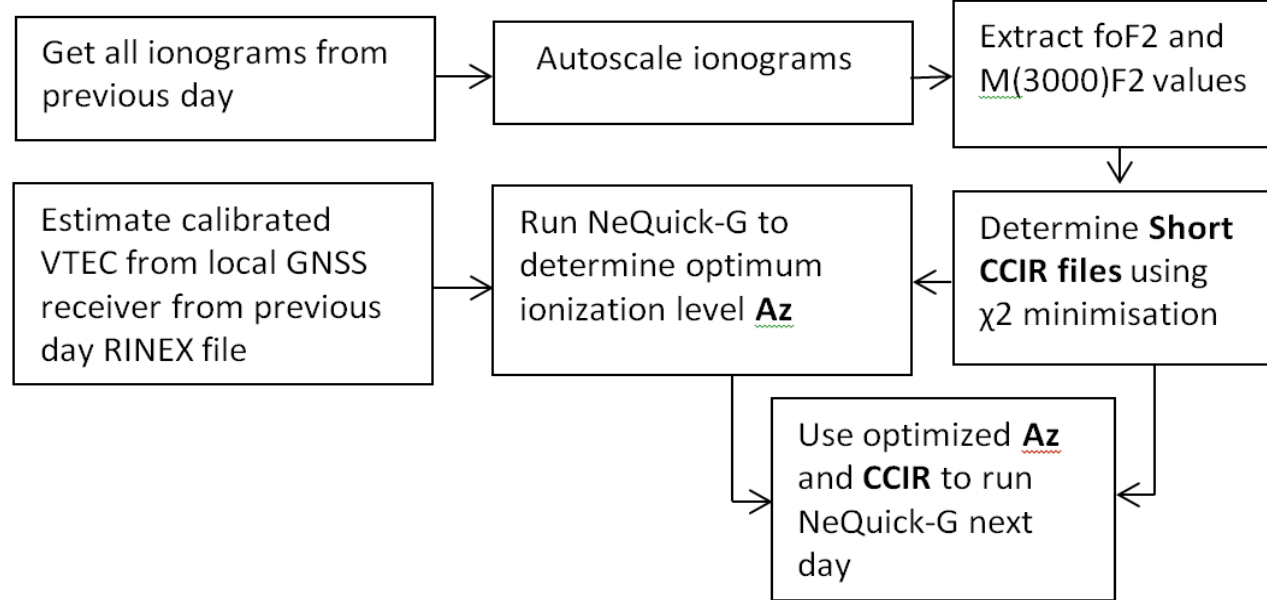 Get all ionograms from
previous day
Autoscale ionograms
Extract foF2 and
M(3000)F2 values
Estimate calibrated
VTEC from local GNSS
receiver from previous
day RINEX file
Run NeQuick-G to
determine optimum
ionization level Az
Determine Short
CCIR files using
χ2 minimisation
Use optimized Az
and CCIR to run
NeQuick-G next
day